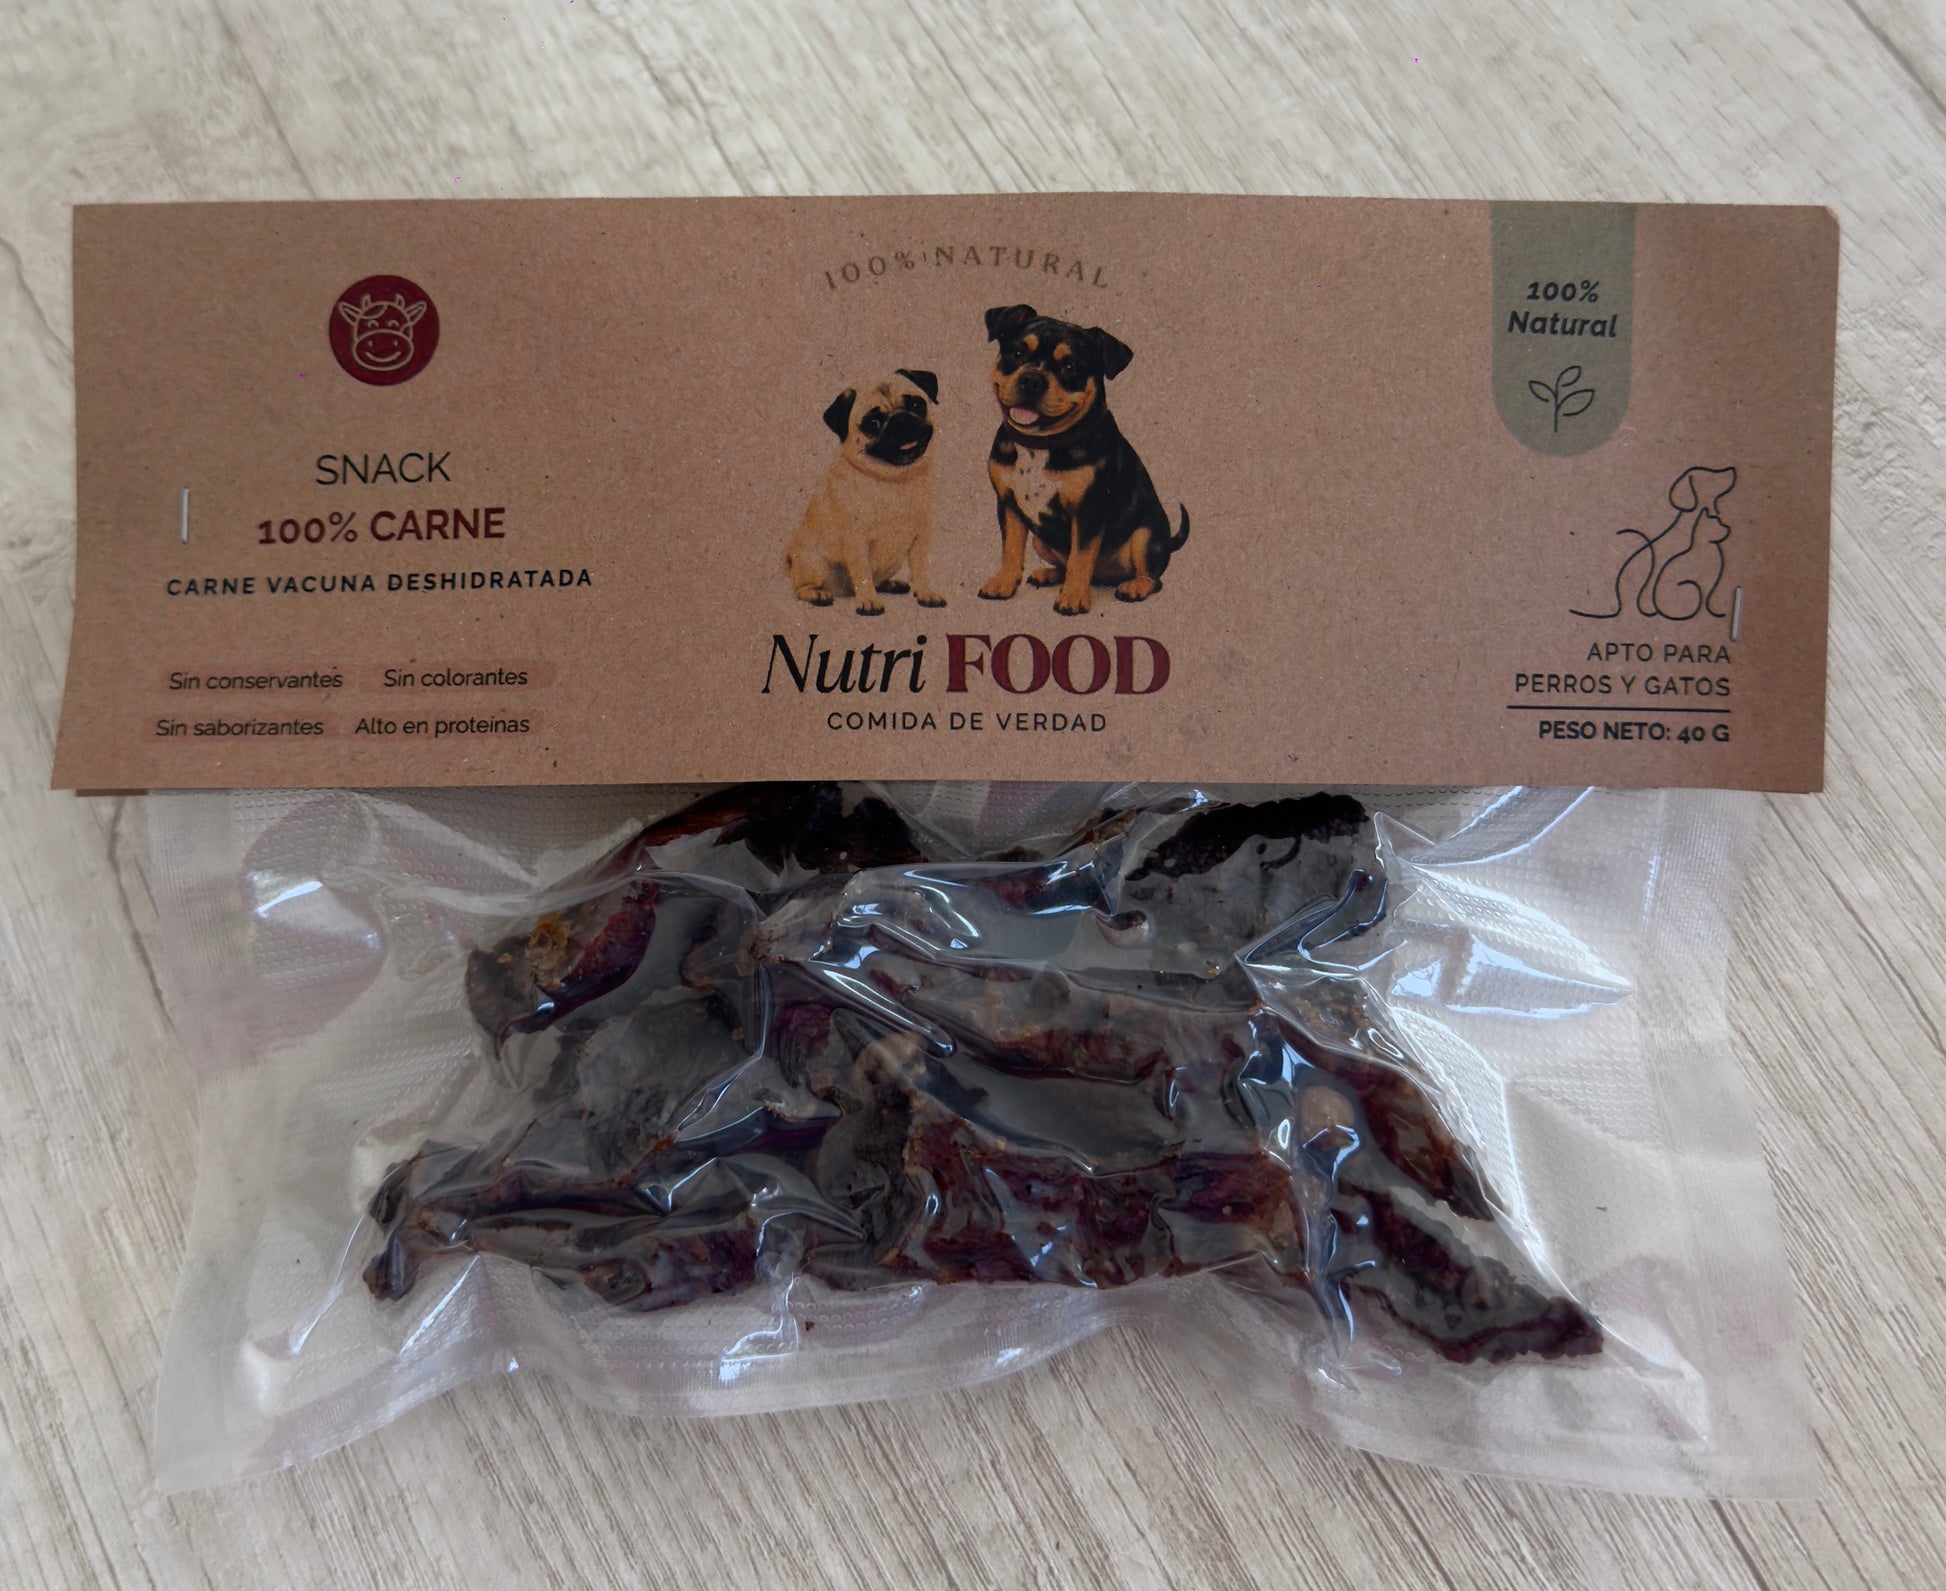 SNACK
100% CARNE
CARNE VACUNA DESHIDRATADA
Sin conservantes Sin colorantes
Sin saborizantes Alto en proteinas
100% NATURAL
Nutri FOOD
COMIDA DE VERDAD
100%
Natural
APTO PARA
PERROS Y GATOS
PESO NETO: 40 G